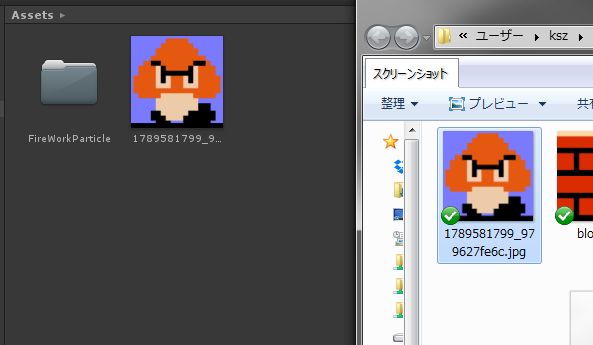 Assets
FireWorkParticle
1789581799_9...
« ユーザー ▸ ksz ▸
スクリーンショット
整理 ▼ プレビュー ▼ 共有
1789581799_97
9627fe6c.jpg
blo